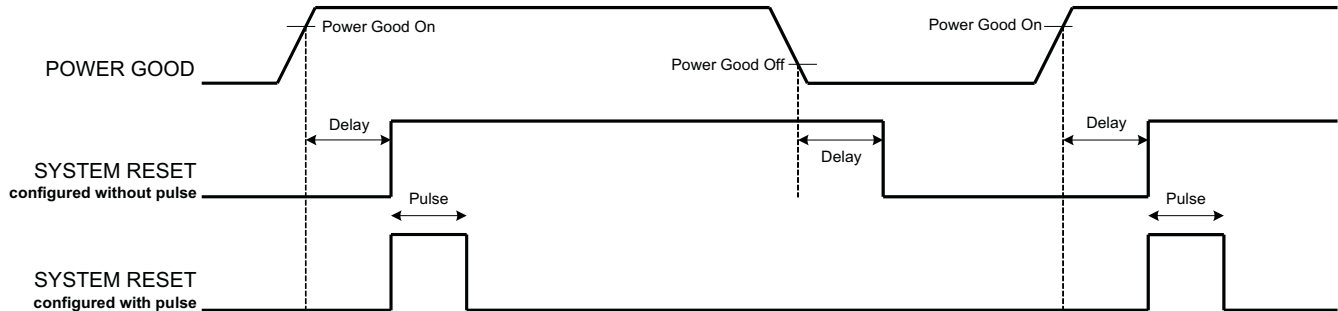 Power Good On
Power Good On
POWER GOOD
Power Good Off
Delay
Delay
Delay
SYSTEM RESET
configured without pulse
Pulse
Pulse
SYSTEM RESET
configured with pulse